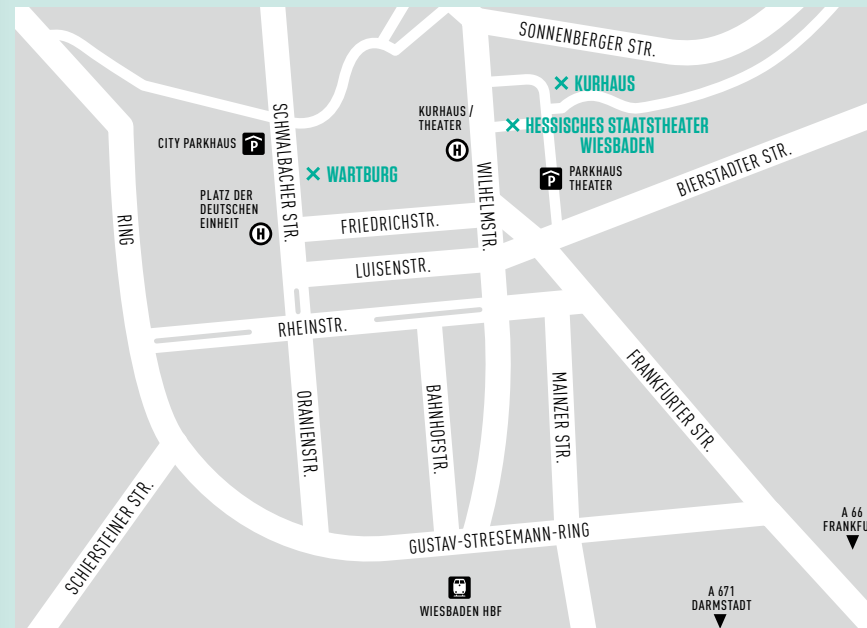 SONNENBERGER STR.
KURHAUS
KURHAUS /
THEATER
H
HESSISCHES STAATSTHEATER
WIESBADEN
SCHWALBACHER STR.
CITY PARKHAUS
P
WARTBURG
WILHELMSTR.
P
PARKHAUS
THEATER
BIERSTADTER STR.
PLATZ DER
DEUTSCHEN
EINHEIT
H
RING
FRIEDRICHSTR.
LUISENSTR.
RHEINSTR.
ORANIENSTR.
BAHNHOFSTR.
MAINZER STR.
FRANKFURTER STR.
SCHIERSTEINER STR.
GUSTAV-STRESEMANN-RING
A 66
FRANKFU
WIESBADEN HBF
A 671
DARMSTADT